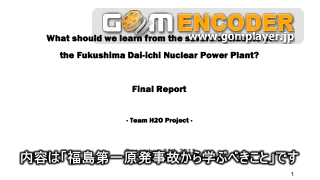 GOM ENCODER
www.gomplayer.jp
What should we learn from the s
the Fukushima Dai-ichi Nuclear Power Plant?
Final Report
- Team H2O Project -
内容は「福島第一原発事故から学ぶべきこと」です
1